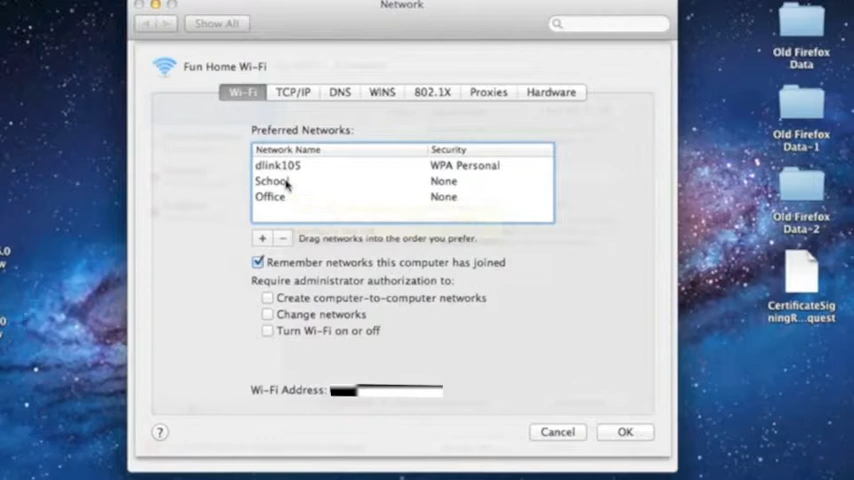 Network
Show All
Fun Home Wi-Fi
Wi-Fi TCP/IP DNS WINS 802.1X Proxies Hardware
Preferred Networks:
Network Name Security
dlink105 WPA Personal
School None
Office None
+ − Drag networks into the order you prefer.
Remember networks this computer has joined
Require administrator authorization to:
Create computer-to-computer networks
Change networks
Turn Wi-Fi on or off
Wi-Fi Address:
? Cancel OK
Old Firefox
Data
Old Firefox
Data-1
Old Firefox
Data-2
CertificateSig
ningR...quest